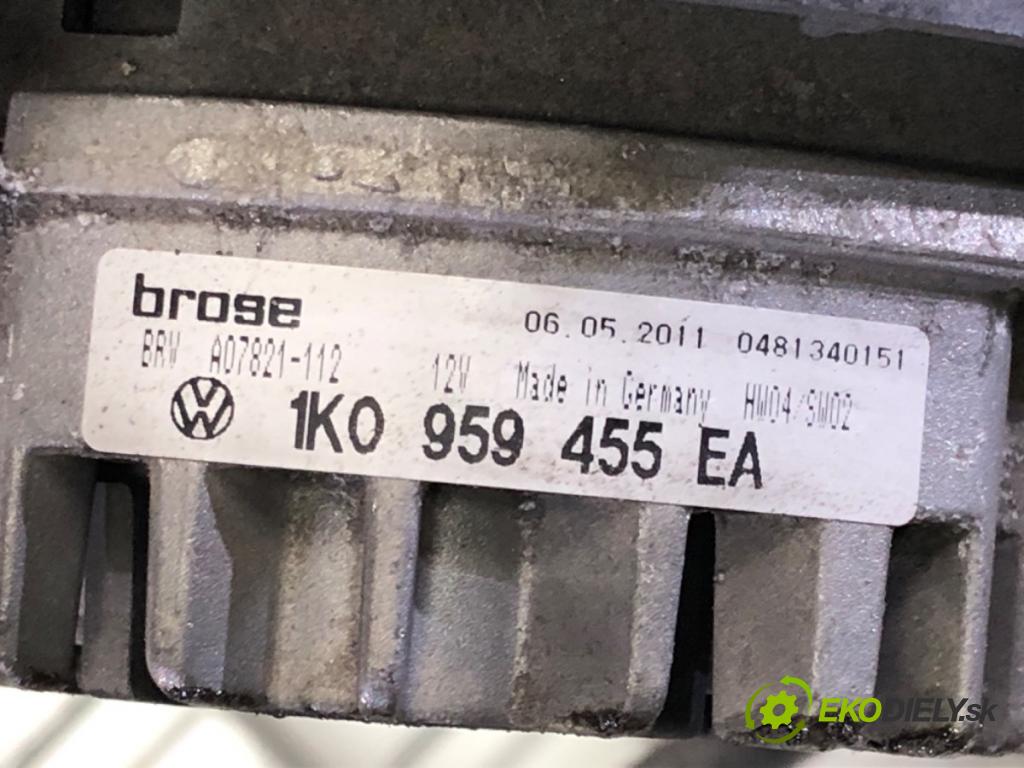 brose
06.05.2011 0481340151
BRW A07821-112 12V Made in Germany HW04/SW02
1K0 959 455 EA
EKODIELY.sk